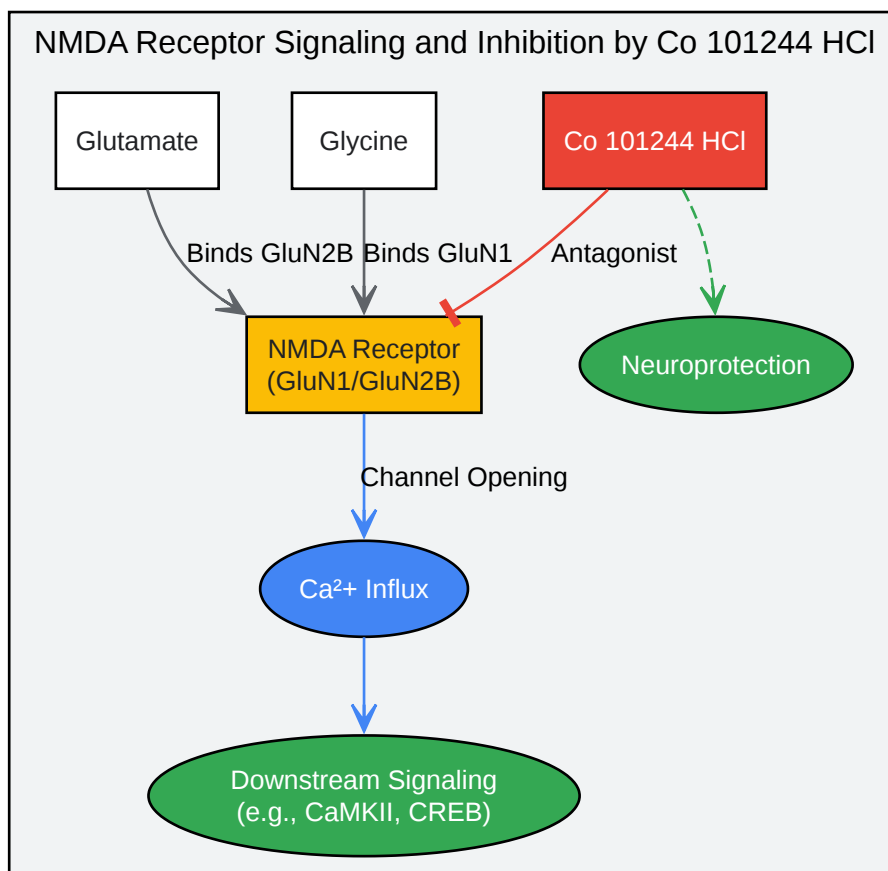 NMDA Receptor Signaling and Inhibition by Co 101244 HCl
Glutamate
Glycine
Co 101244 HCl
Binds GluN2B
Binds GluN1
Antagonist
NMDA Receptor
(GluN1/GluN2B)
Neuroprotection
Channel Opening
Ca²+ Influx
Downstream Signaling
(e.g., CaMKII, CREB)